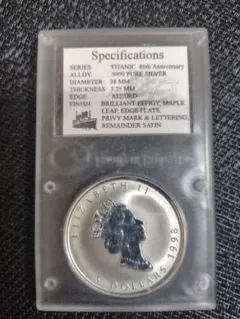 Specifications
SERIES: TITANIC 86th Anniversary
ALLOY: .9999 PURE SILVER
DIAMETER: 38 MM
THICKNESS: 3.29 MM
EDGE: REEDED
FINISH: BRILLIANT EFFIGY, MAPLE
LEAF, EDGE FLATS,
PRIVY MARK & LETTERING,
REMAINDER SATIN
ELIZABETH II
5 DOLLARS 1998